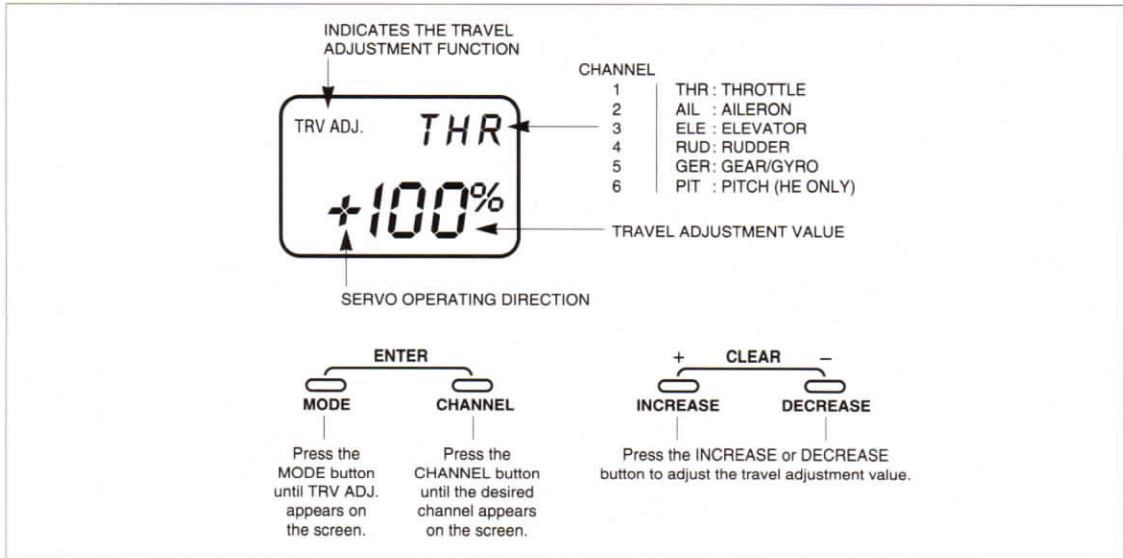 INDICATES THE TRAVEL
ADJUSTMENT FUNCTION
CHANNEL
1 THR : THROTTLE
2 AIL : AILERON
3 ELE : ELEVATOR
4 RUD : RUDDER
5 GER : GEAR/GYRO
6 PIT : PITCH (HE ONLY)
TRV ADJ. THR
+100%
TRAVEL ADJUSTMENT VALUE
SERVO OPERATING DIRECTION
ENTER
MODE CHANNEL
Press the
MODE button
until TRV ADJ.
appears on
the screen.
Press the
CHANNEL button
until the desired
channel appears
on the screen.
+ CLEAR –
INCREASE DECREASE
Press the INCREASE or DECREASE
button to adjust the travel adjustment value.